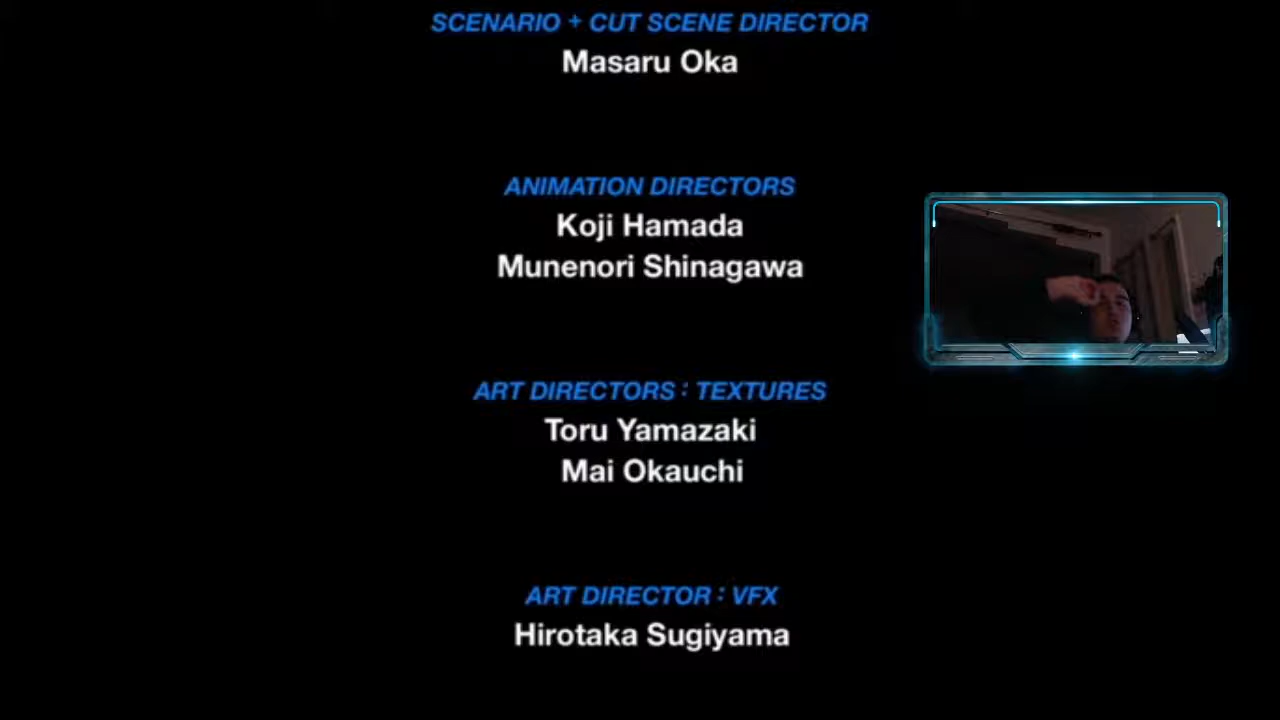 SCENARIO + CUT SCENE DIRECTOR
Masaru Oka
ANIMATION DIRECTORS
Koji Hamada
Munenori Shinagawa
ART DIRECTORS : TEXTURES
Toru Yamazaki
Mai Okauchi
ART DIRECTOR : VFX
Hirotaka Sugiyama